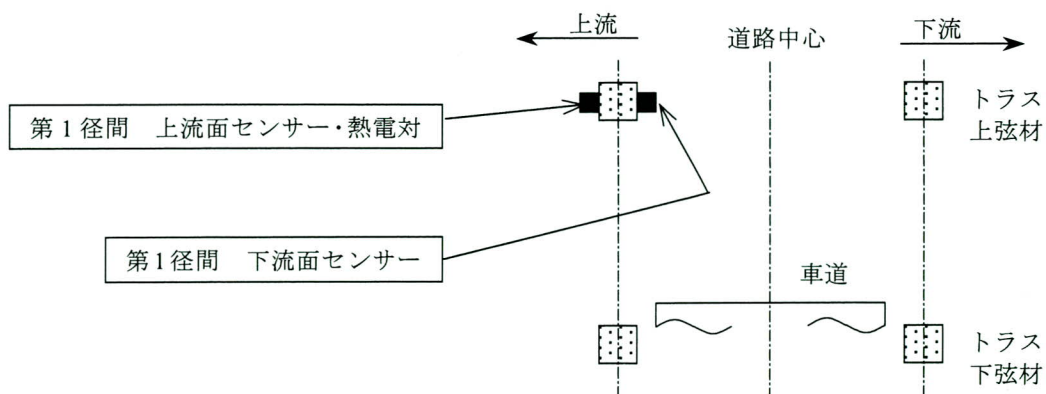 上流
道路中心
下流
第1径間 上流面センサー・熱電対
トラス
上弦材
第1径間 下流面センサー
車道
トラス
下弦材